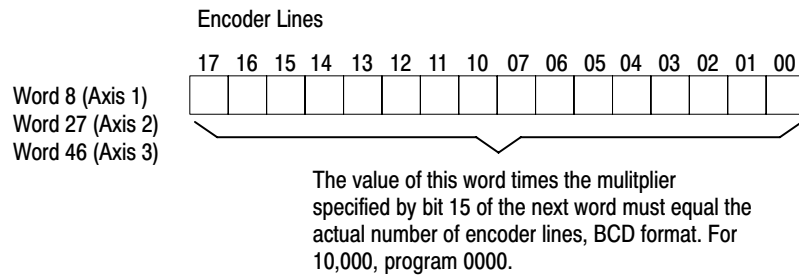 Encoder Lines
17 16 15 14 13 12 11 10 07 06 05 04 03 02 01 00
Word 8 (Axis 1)
Word 27 (Axis 2)
Word 46 (Axis 3)
The value of this word times the mulitplier
specified by bit 15 of the next word must equal the
actual number of encoder lines, BCD format. For
10,000, program 0000.